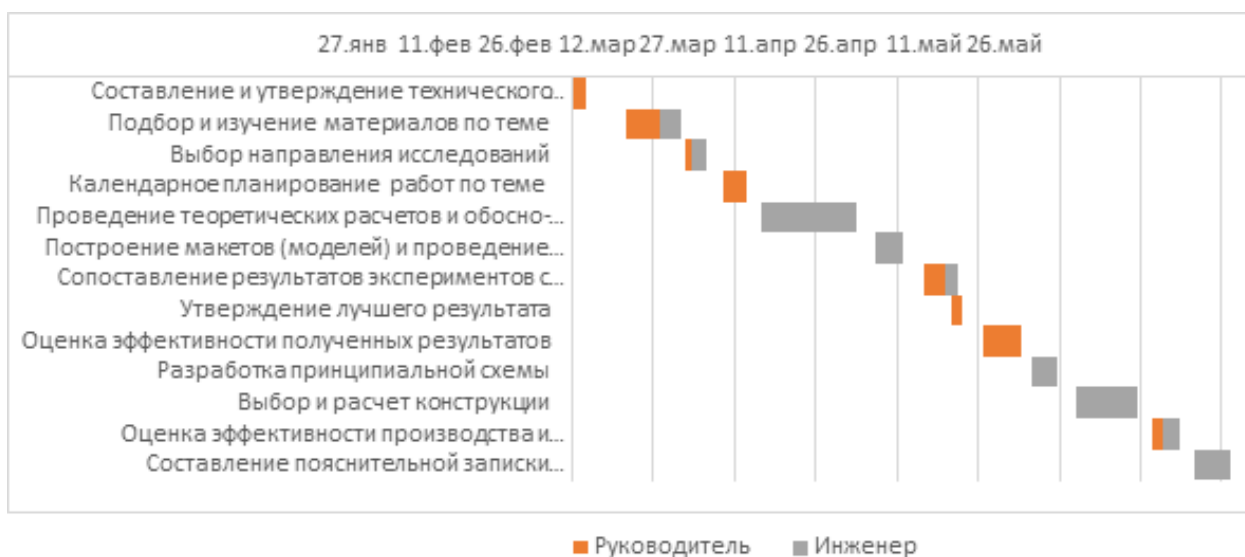 27.янв 11.фев 26.фев 12.мар 27.мар 11.апр 26.апр 11.май 26.май
Составление и утверждение технического...
Подбор и изучение материалов по теме
Выбор направления исследований
Календарное планирование работ по теме
Проведение теоретических расчетов и обосно-...
Построение макетов (моделей) и проведение...
Сопоставление результатов экспериментов с...
Утверждение лучшего результата
Оценка эффективности полученных результатов
Разработка принципиальной схемы
Выбор и расчет конструкции
Оценка эффективности производства и...
Составление пояснительной записки...
Руководитель Инженер